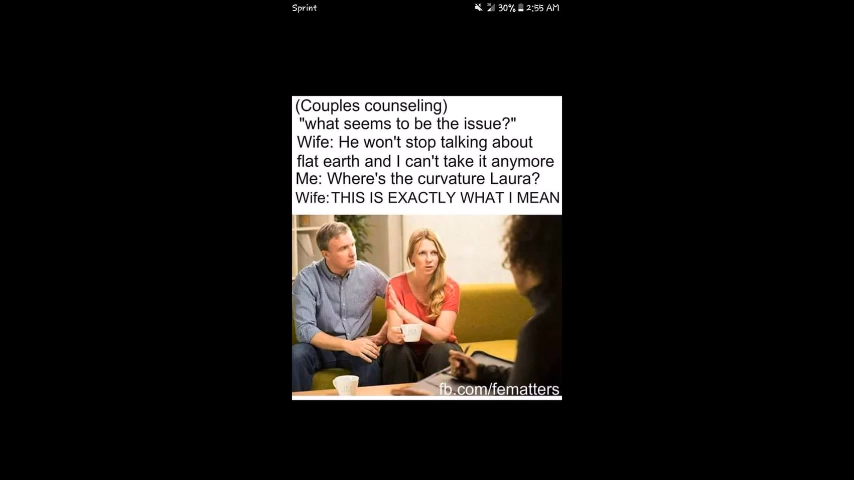 Sprint 30% 2:55 AM
(Couples counseling)
"what seems to be the issue?"
Wife: He won't stop talking about
flat earth and I can't take it anymore
Me: Where's the curvature Laura?
Wife: THIS IS EXACTLY WHAT I MEAN
fb.com/fematters